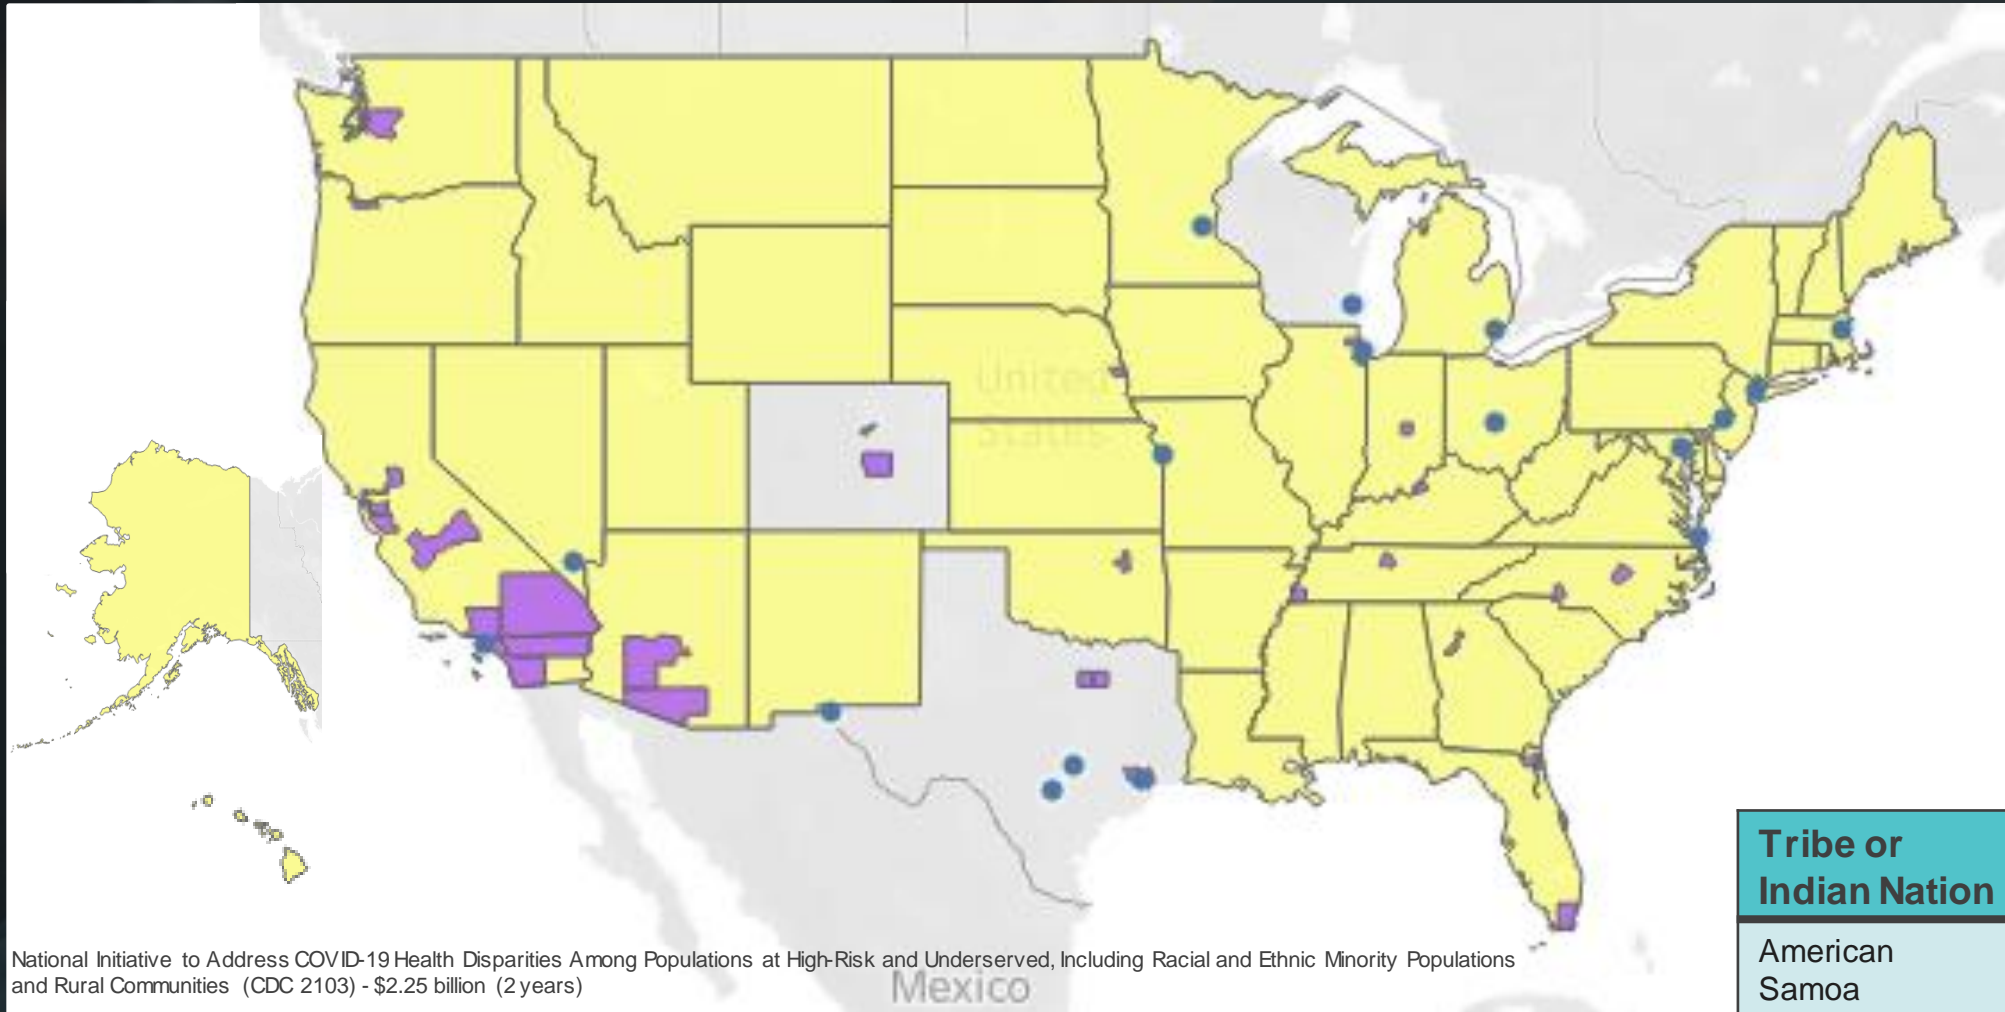 United
States
Mexico
National Initiative to Address COVID-19 Health Disparities Among Populations at High-Risk and Underserved, Including Racial and Ethnic Minority Populations
and Rural Communities (CDC 2103) - $2.25 billion (2 years)
Tribe or
Indian Nation
American
Samoa